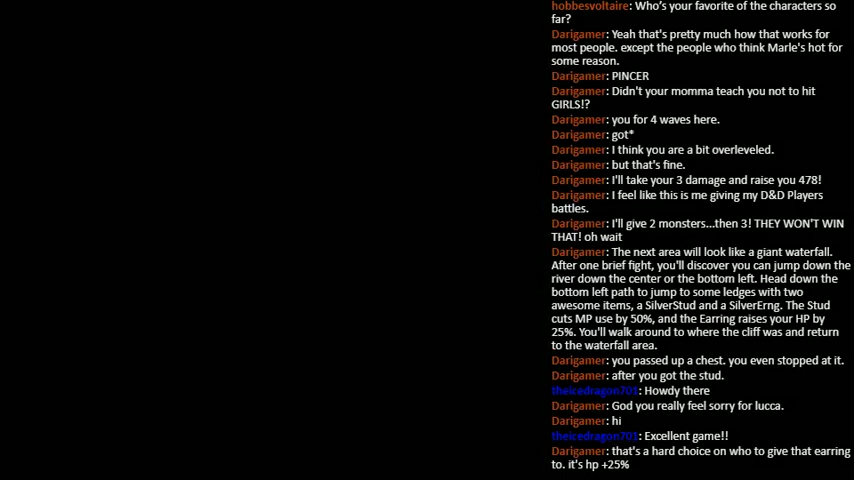 hobbesvoltaire: Who's your favorite of the characters so
far?
Darigamer: Yeah that's pretty much how that works for
most people. except the people who think Marle's hot for
some reason.
Darigamer: PINCER
Darigamer: Didn't your momma teach you not to hit
GIRLS!?
Darigamer: you for 4 waves here.
Darigamer: got*
Darigamer: I think you are a bit overleveled.
Darigamer: but that's fine.
Darigamer: I'll take your 3 damage and raise you 478!
Darigamer: I feel like this is me giving my D&D Players
battles.
Darigamer: I'll give 2 monsters...then 3! THEY WON'T WIN
THAT! oh wait
Darigamer: The next area will look like a giant waterfall.
After one brief fight, you'll discover you can jump down the
river down the center or the bottom left. Head down the
bottom left path to jump to some ledges with two
awesome items, a SilverStud and a SilverErng. The Stud
cuts MP use by 50%, and the Earring raises your HP by
25%. You'll walk around to where the cliff was and return
to the waterfall area.
Darigamer: you passed up a chest. you even stopped at it.
Darigamer: after you got the stud.
theicedragon701: Howdy there
Darigamer: God you really feel sorry for lucca.
Darigamer: hi
theicedragon701: Excellent game!!
Darigamer: that's a hard choice on who to give that earring
to. it's hp +25%